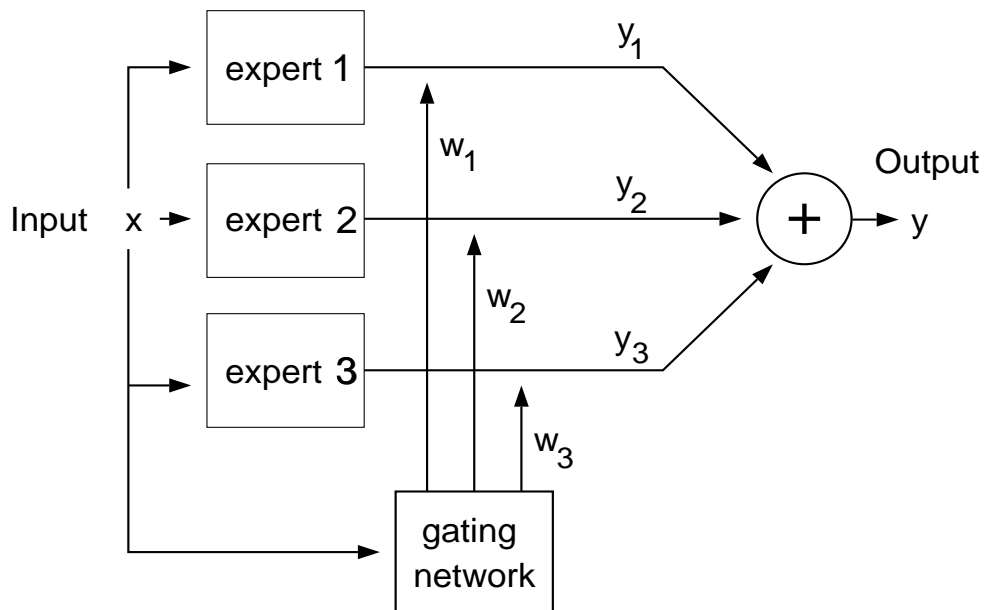 y1
expert 1
w1
Output
Input x expert 2 y2 + y
w2
expert 3 y3
w3
gating
network